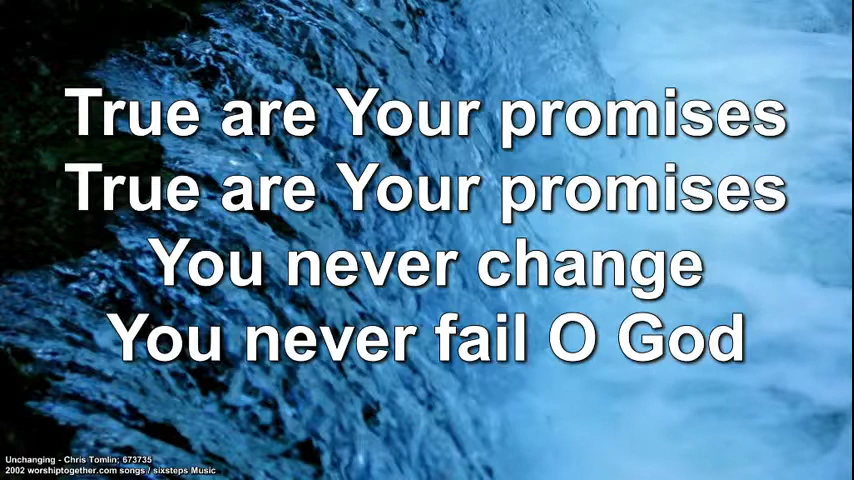 True are Your promises
True are Your promises
You never change
You never fail O God
Unchanging - Chris Tomlin; 673735
2002 worshiptogether.com songs / sixsteps Music